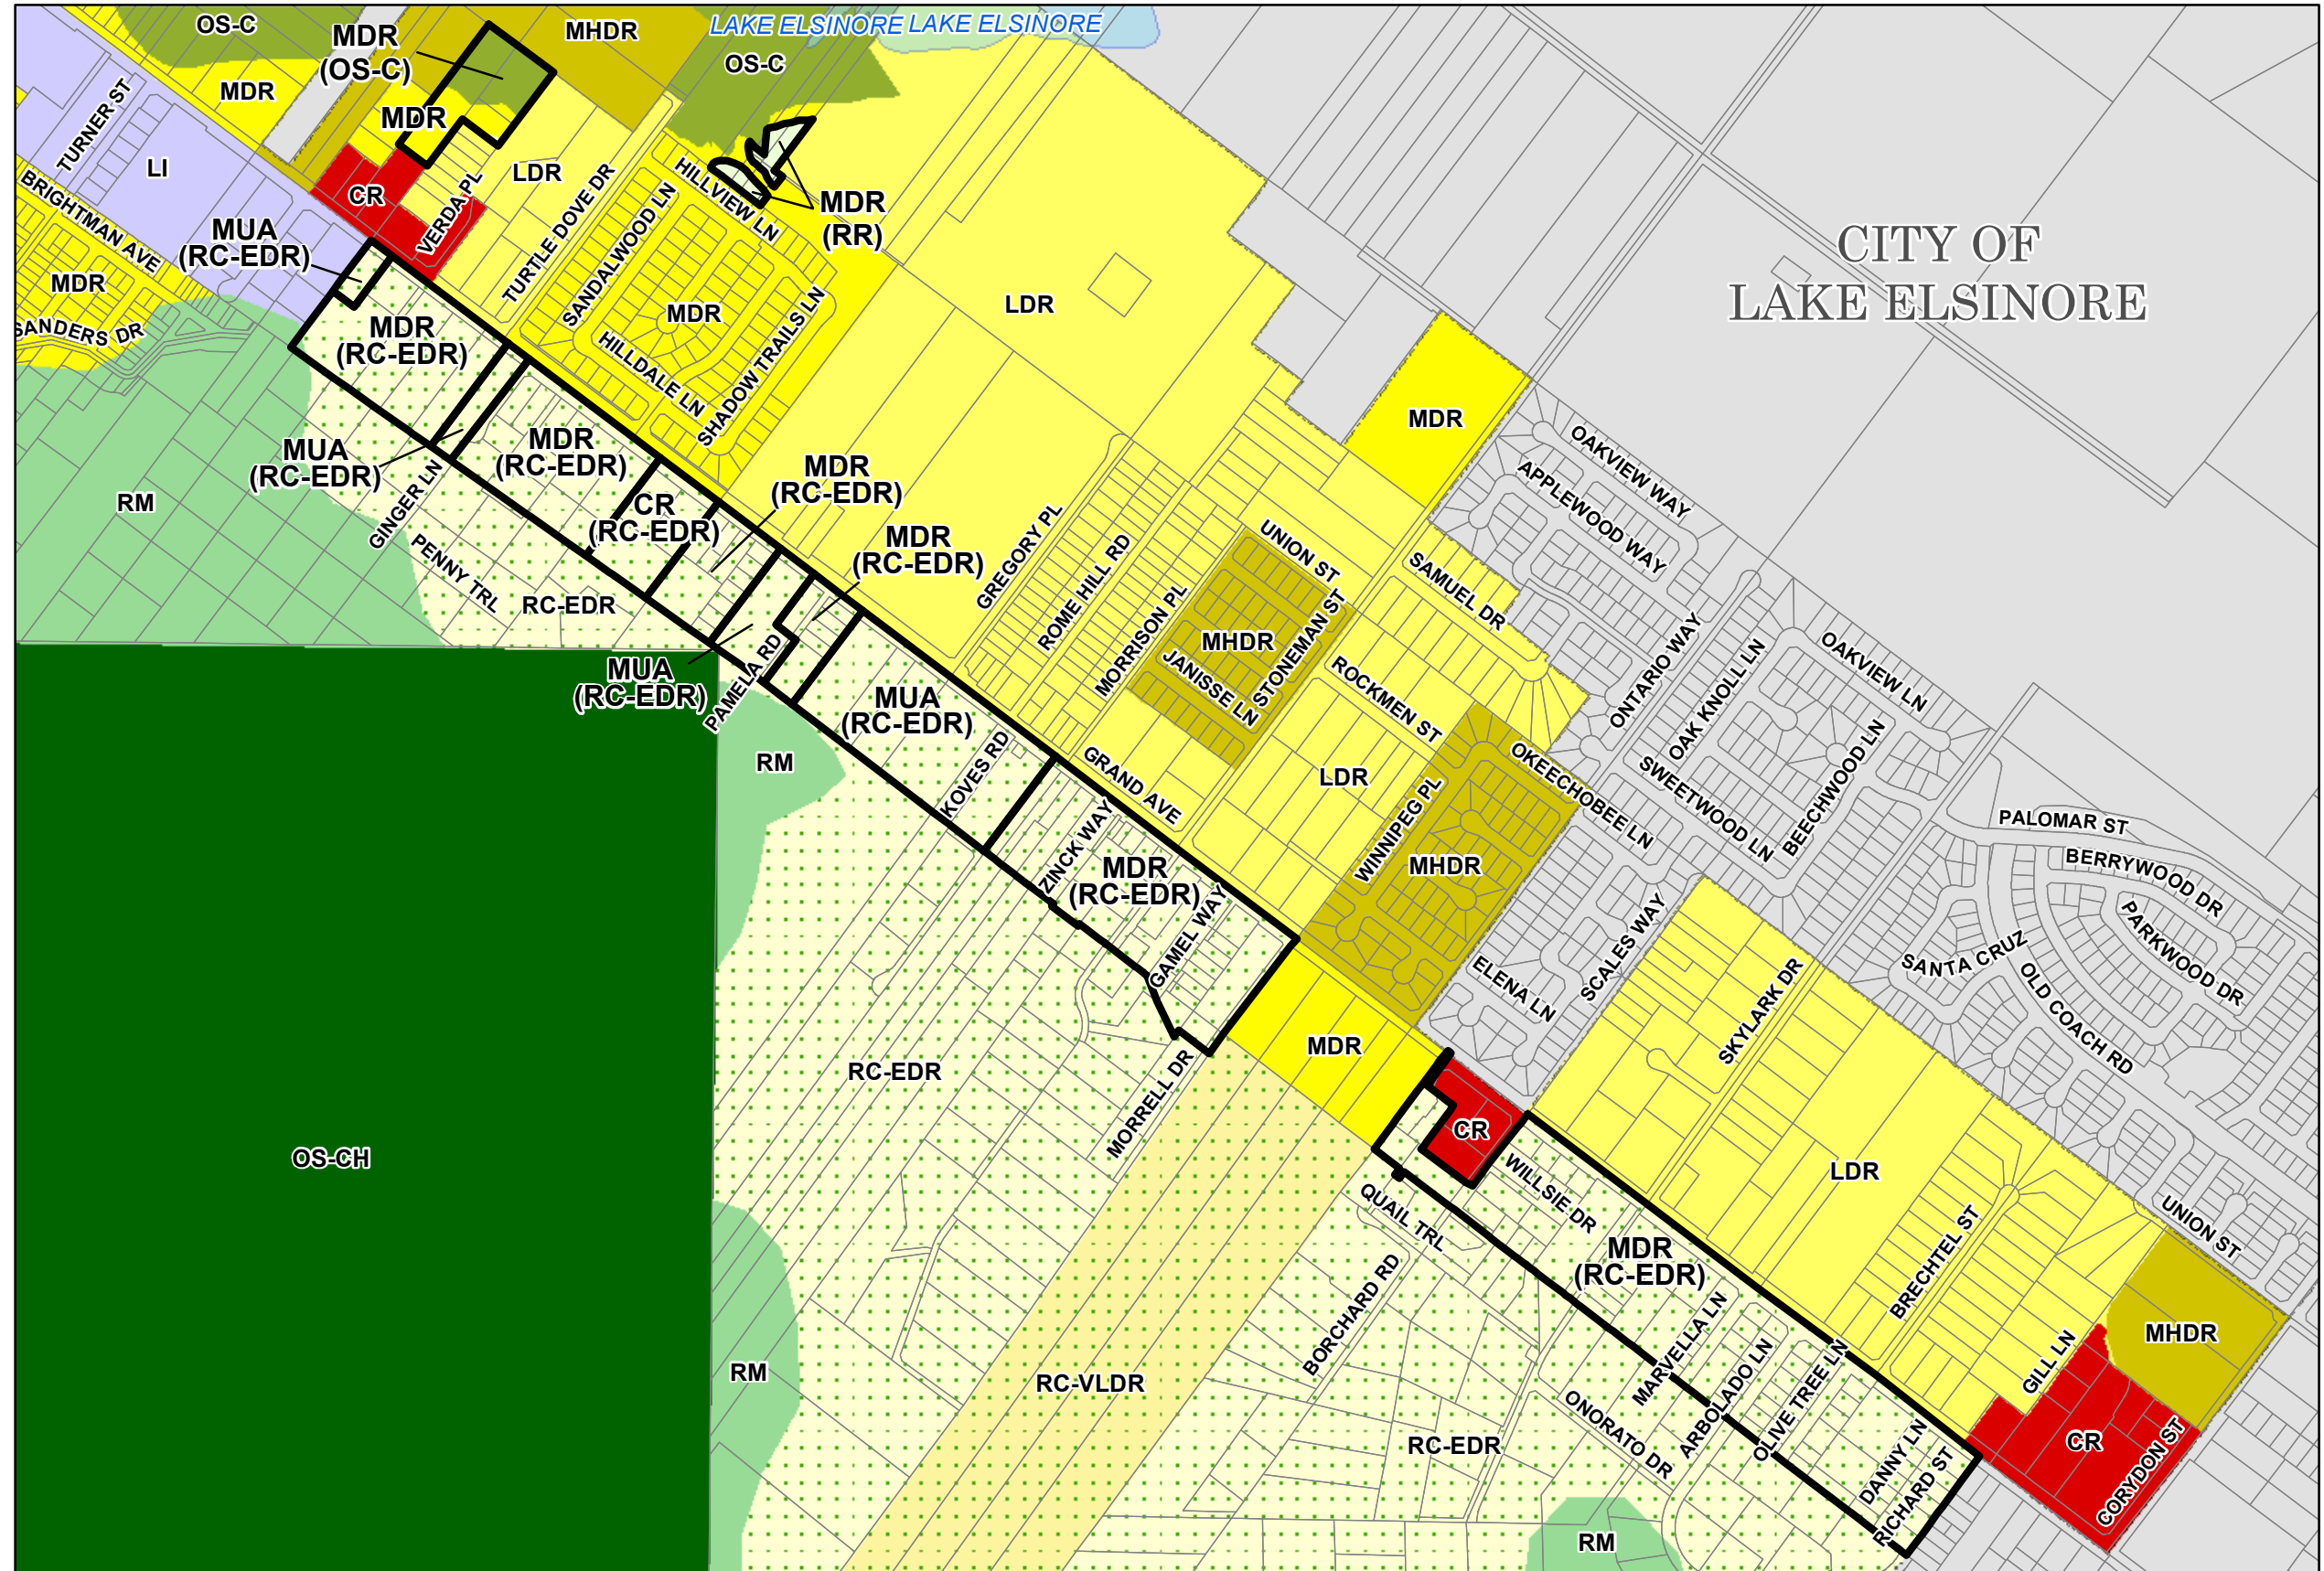 OS-C
MDR
(OS-C)
MHDR
LAKE ELSINORE LAKE ELSINORE
OS-C
TURNER ST
MDR
MDR
LI
CR
VERDA PL
LDR
TURTLE DOVE DR
HILLVIEW LN
MDR
(RR)
BRIGHTMAN AVE
MUA
(RC-EDR)
SANDALWOOD LN
CITY OF
LAKE ELSINORE
MDR
SANDERS DR
MDR
(RC-EDR)
MDR
LDR
HILLDALE LN
SHADOW TRAILS LN
MDR
MUA
(RC-EDR)
MDR
(RC-EDR)
MDR
(RC-EDR)
OAKVIEW WAY
APPLEWOOD WAY
RM
GINGER LN
CR
(RC-EDR)
MDR
(RC-EDR)
GREGORY PL
ROME HILL RD
UNION ST
SAMUEL DR
PENNY TRL
RC-EDR
MORRISON PL
MHDR
JANISSE LN
STONEMAN ST
ROCKMEN ST
ONTARIO WAY
OAK KNOLL LN
OAKVIEW LN
MUA
(RC-EDR)
PAMELA RD
MUA
(RC-EDR)
RM
KOVES RD
GRAND AVE
LDR
OKEECHOBEE LN
SWEETWOOD LN
BEECHWOOD LN
PALOMAR ST
BERRYWOOD DR
PARKWOOD DR
ZINCK WAY
MDR
(RC-EDR)
GAMEL WAY
WINNIPEG PL
MHDR
SCALES WAY
ELENA LN
SANTA CRUZ
OLD COACH RD
SKYLARK DR
RC-EDR
MORRELL DR
MDR
CR
WILLSIE DR
LDR
OS-CH
QUAIL TRL
UNION ST
BRECHTEL ST
MDR
(RC-EDR)
BORCHARD RD
MARVELLA LN
ARBOLADO LN
OLIVE TREE LN
MHDR
GILL LN
RM
RC-VLDR
ONORATO DR
RC-EDR
DANNY LN
RICHARD ST
CR
CORYDON ST
RM